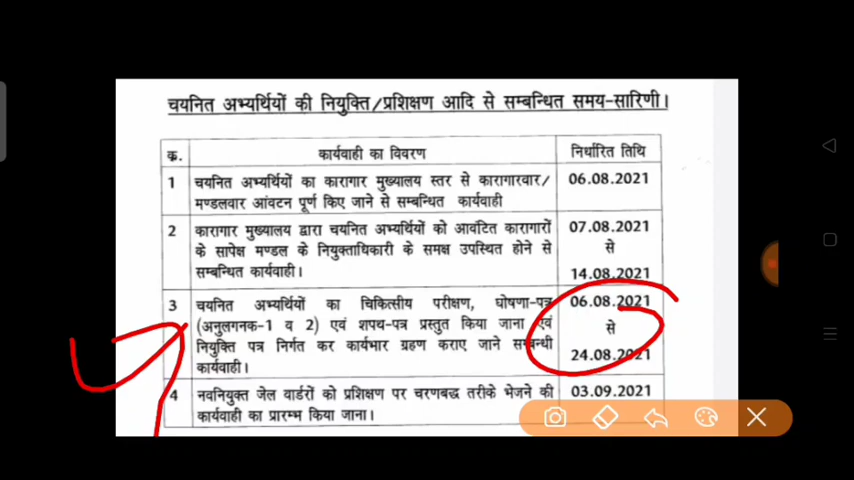 चयनित अभ्यर्थियों की नियुक्ति/प्रशिक्षण आदि से सम्बन्धित समय-सारिणी।
क्र. कार्यवाही का विवरण निर्धारित तिथि
1 चयनित अभ्यर्थियों का कारागार मुख्यालय स्तर से कारागारवार/ 06.08.2021
मण्डलवार आंवटन पूर्ण किए जाने से सम्बन्धित कार्यवाही
2 कारागार मुख्यालय द्वारा चयनित अभ्यर्थियों को आवंटित कारागारों 07.08.2021
के सापेक्ष मण्डल के नियुक्ताधिकारी के समक्ष उपस्थित होने से से
सम्बन्धित कार्यवाही। 14.08.2021
3 चयनित अभ्यर्थियों का चिकित्सीय परीक्षण, घोषणा-पत्र 06.08.2021
(अनुलगनक-1 व 2) एवं शपथ-पत्र प्रस्तुत किया जाना एवं से
नियुक्ति पत्र निर्गत कर कार्यभार ग्रहण कराए जाने सम्बन्धी 24.08.2021
कार्यवाही।
4 नवनियुक्त जेल वार्डरों को प्रशिक्षण पर चरणबद्ध तरीके भेजने की 03.09.2021
कार्यवाही का प्रारम्भ किया जाना।